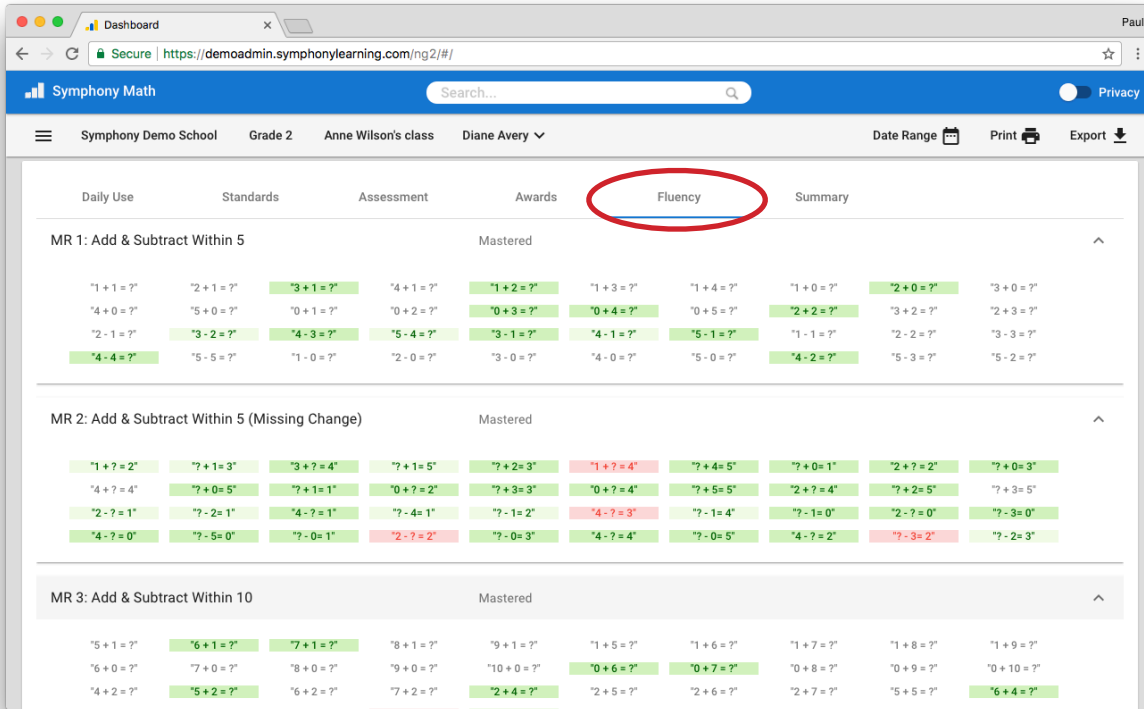 Dashboard
Paul
Secure | https://demoadmin.symphonylearning.com/ng2/#/
Symphony Math Search... Privacy
Symphony Demo School Grade 2 Anne Wilson's class Diane Avery Date Range Print Export
Daily Use Standards Assessment Awards Fluency Summary
MR 1: Add & Subtract Within 5 Mastered
"1 + 1 = ?" "2 + 1 = ?" "3 + 1 = ?" "4 + 1 = ?" "1 + 2 = ?" "1 + 3 = ?" "1 + 4 = ?" "1 + 0 = ?" "2 + 0 = ?" "3 + 0 = ?"
"4 + 0 = ?" "5 + 0 = ?" "0 + 1 = ?" "0 + 2 = ?" "0 + 3 = ?" "0 + 4 = ?" "0 + 5 = ?" "2 + 2 = ?" "3 + 2 = ?" "2 + 3 = ?"
"2 - 1 = ?" "3 - 2 = ?" "4 - 3 = ?" "5 - 4 = ?" "3 - 1 = ?" "4 - 1 = ?" "5 - 1 = ?" "1 - 1 = ?" "2 - 2 = ?" "3 - 3 = ?"
"4 - 4 = ?" "5 - 5 = ?" "1 - 0 = ?" "2 - 0 = ?" "3 - 0 = ?" "4 - 0 = ?" "5 - 0 = ?" "4 - 2 = ?" "5 - 3 = ?" "5 - 2 = ?"
MR 2: Add & Subtract Within 5 (Missing Change) Mastered
"1 + ? = 2" "? + 1= 3" "3 + ? = 4" "? + 1= 5" "? + 2= 3" "1 + ? = 4" "? + 4= 5" "? + 0= 1" "2 + ? = 2" "? + 0= 3"
"4 + ? = 4" "? + 0= 5" "? + 1= 1" "0 + ? = 2" "? + 3= 3" "0 + ? = 4" "? + 5= 5" "2 + ? = 4" "? + 2= 5" "? + 3= 5"
"2 - ? = 1" "? - 2= 1" "4 - ? = 1" "? - 4= 1" "? - 1= 2" "4 - ? = 3" "? - 1= 4" "? - 1= 0" "2 - ? = 0" "? - 3= 0"
"4 - ? = 0" "? - 5= 0" "? - 0= 1" "2 - ? = 2" "? - 0= 3" "4 - ? = 4" "? - 0= 5" "4 - ? = 2" "? - 3= 2" "? - 2= 3"
MR 3: Add & Subtract Within 10 Mastered
"5 + 1 = ?" "6 + 1 = ?" "7 + 1 = ?" "8 + 1 = ?" "9 + 1 = ?" "1 + 5 = ?" "1 + 6 = ?" "1 + 7 = ?" "1 + 8 = ?" "1 + 9 = ?"
"6 + 0 = ?" "7 + 0 = ?" "8 + 0 = ?" "9 + 0 = ?" "10 + 0 = ?" "0 + 6 = ?" "0 + 7 = ?" "0 + 8 = ?" "0 + 9 = ?" "0 + 10 = ?"
"4 + 2 = ?" "5 + 2 = ?" "6 + 2 = ?" "7 + 2 = ?" "2 + 4 = ?" "2 + 5 = ?" "2 + 6 = ?" "2 + 7 = ?" "5 + 5 = ?" "6 + 4 = ?"